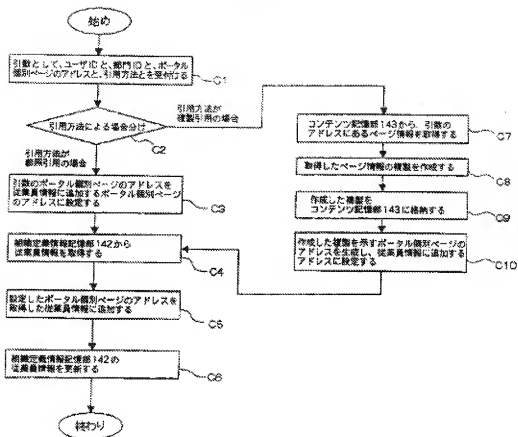 始め
引数として、ユーザIDと、部門IDと、ポータル
個別ページのアドレスと、引用方法とを受付ける
C1
引用方法による場合分け
C2
引用方法が
複製引用の場合
引用方法が
参照引用の場合
引数のポータル個別ページのアドレスを
従業員情報に追加するポータル個別ページ
のアドレスに設定する
C3
組織定義情報記憶部142から
従業員情報を取得する
C4
設定したポータル個別ページのアドレスを
取得した従業員情報に追加する
C5
組織定義情報記憶部142の
従業員情報を更新する
C6
終わり
コンテンツ記憶部143から、引数の
アドレスにあるページ情報を取得する
C7
取得したページ情報の複製を作成する
C8
作成した複製を
コンテンツ記憶部143に格納する
C9
作成した複製を示すポータル個別ページの
アドレスを生成し、従業員情報に追加する
アドレスに設定する
C10